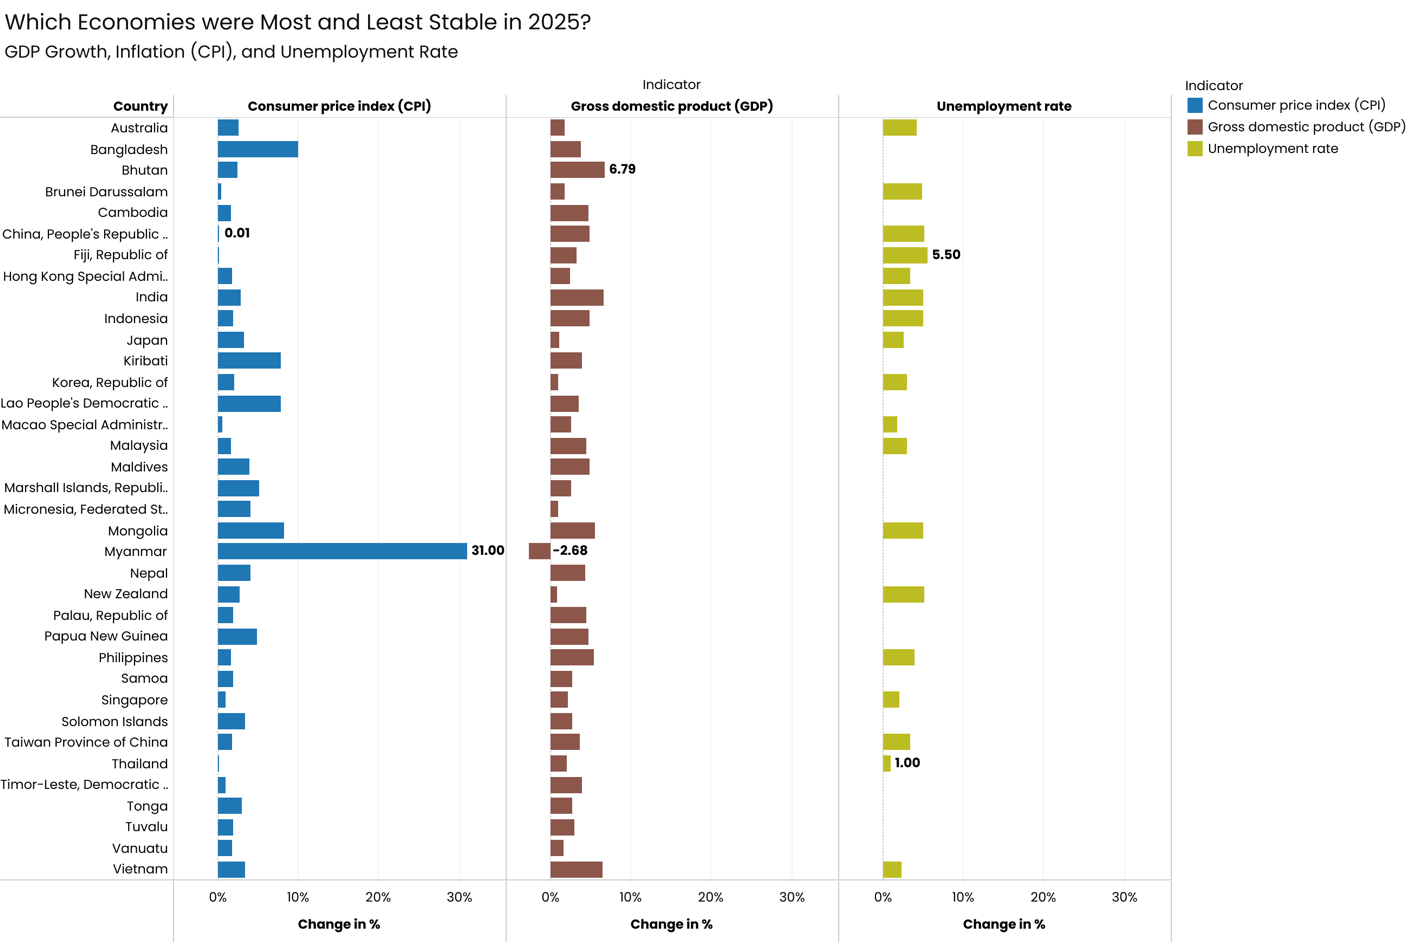 Which Economies were Most and Least Stable in 2025?
GDP Growth, Inflation (CPI), and Unemployment Rate
Indicator
Country Consumer price index (CPI) Gross domestic product (GDP) Unemployment rate
Australia
Bangladesh
Bhutan 6.79
Brunei Darussalam
Cambodia
China, People's Republic .. 0.01
Fiji, Republic of 5.50
Hong Kong Special Admi..
India
Indonesia
Japan
Kiribati
Korea, Republic of
Lao People's Democratic ..
Macao Special Administr..
Malaysia
Maldives
Marshall Islands, Republi..
Micronesia, Federated St..
Mongolia
Myanmar 31.00 -2.68
Nepal
New Zealand
Palau, Republic of
Papua New Guinea
Philippines
Samoa
Singapore
Solomon Islands
Taiwan Province of China
Thailand 1.00
Timor-Leste, Democratic ..
Tonga
Tuvalu
Vanuatu
Vietnam
0% 10% 20% 30% 0% 10% 20% 30% 0% 10% 20% 30%
Change in % Change in % Change in %
Indicator
Consumer price index (CPI)
Gross domestic product (GDP)
Unemployment rate